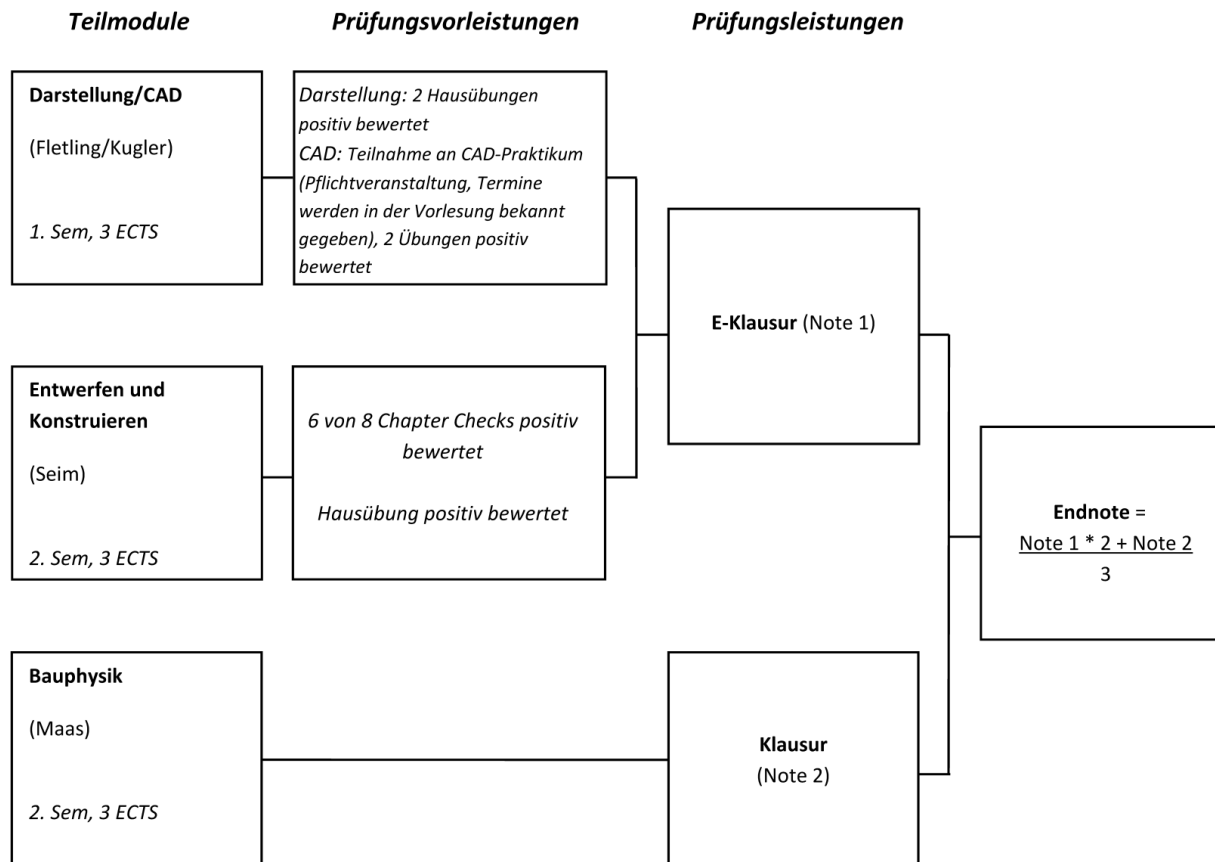 Teilmodule
Prüfungsvorleistungen
Prüfungsleistungen
Darstellung/CAD
(Fletling/Kugler)
1. Sem, 3 ECTS
Darstellung: 2 Hausübungen
positiv bewertet
CAD: Teilnahme an CAD-Praktikum
(Pflichtveranstaltung, Termine
werden in der Vorlesung bekannt
gegeben), 2 Übungen positiv
bewertet
E-Klausur (Note 1)
Entwerfen und
Konstruieren
(Seim)
2. Sem, 3 ECTS
6 von 8 Chapter Checks positiv
bewertet
Hausübung positiv bewertet
Endnote =
Note 1 * 2 + Note 2
3
Bauphysik
(Maas)
2. Sem, 3 ECTS
Klausur
(Note 2)